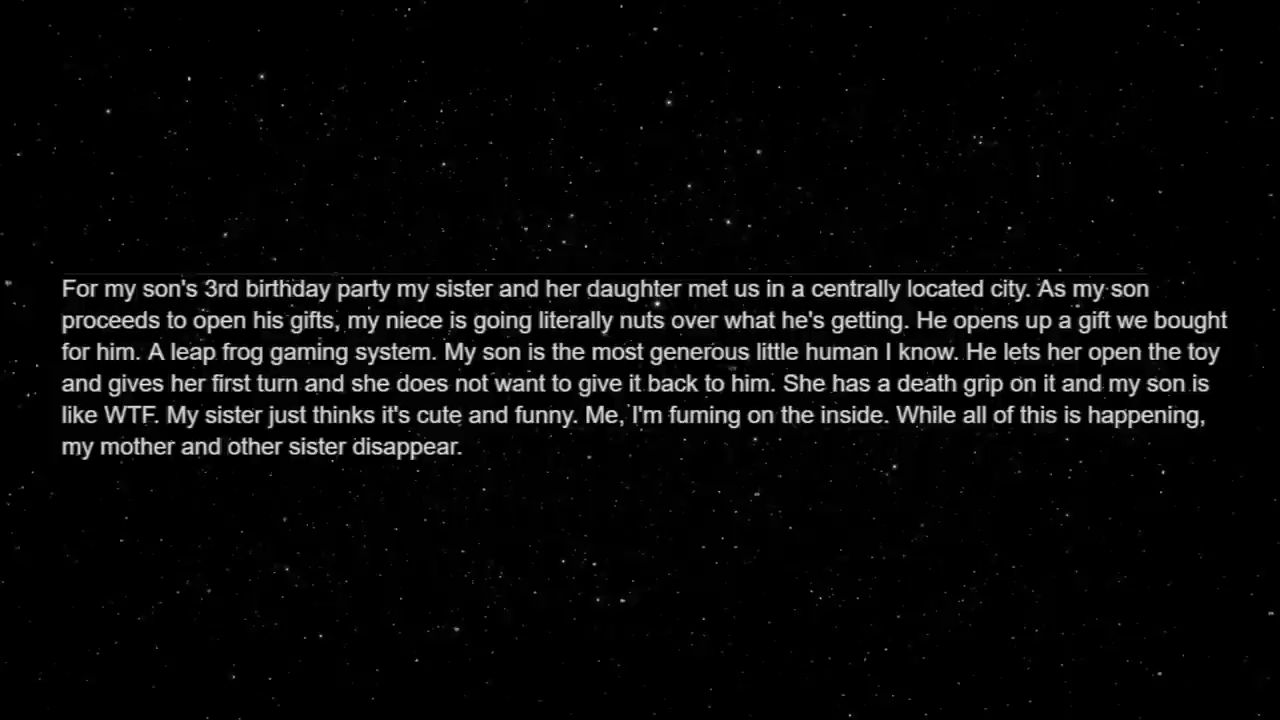 For my son's 3rd birthday party my sister and her daughter met us in a centrally located city. As my son
proceeds to open his gifts, my niece is going literally nuts over what he's getting. He opens up a gift we bought
for him. A leap frog gaming system. My son is the most generous little human I know. He lets her open the toy
and gives her first turn and she does not want to give it back to him. She has a death grip on it and my son is
like WTF. My sister just thinks it's cute and funny. Me, I'm fuming on the inside. While all of this is happening,
my mother and other sister disappear.